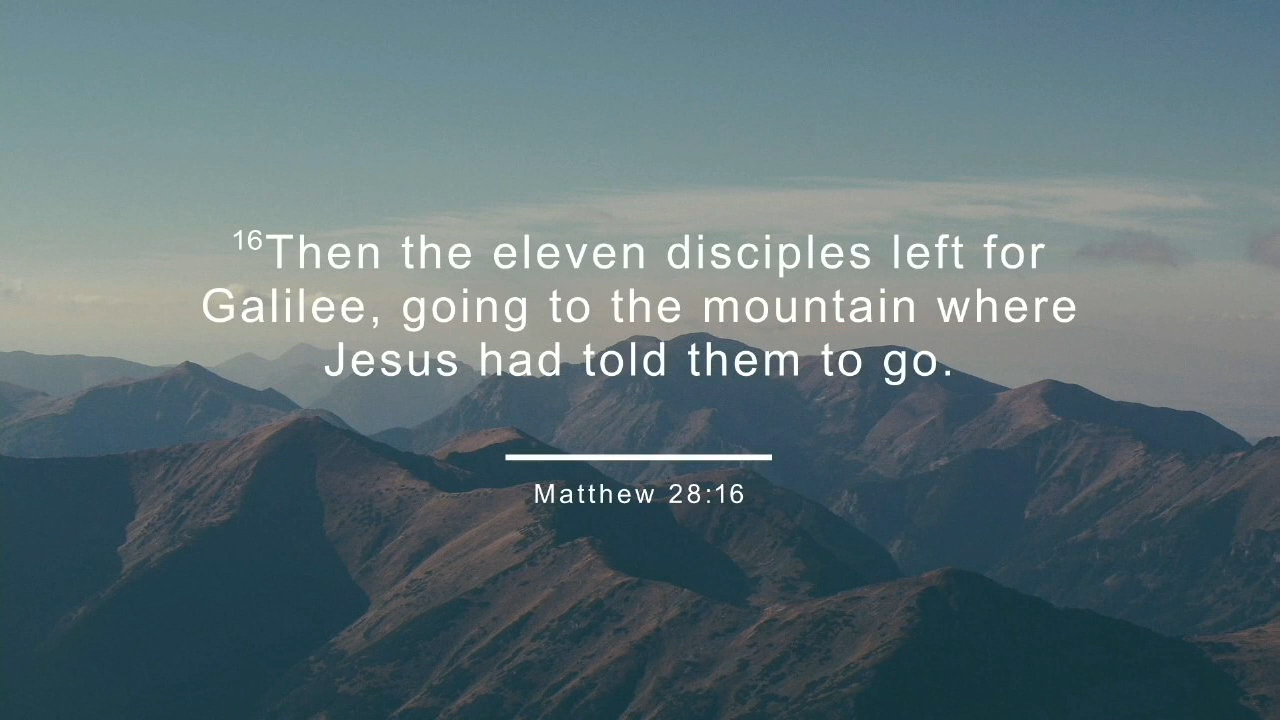 16Then the eleven disciples left for
Galilee, going to the mountain where
Jesus had told them to go.
Matthew 28:16